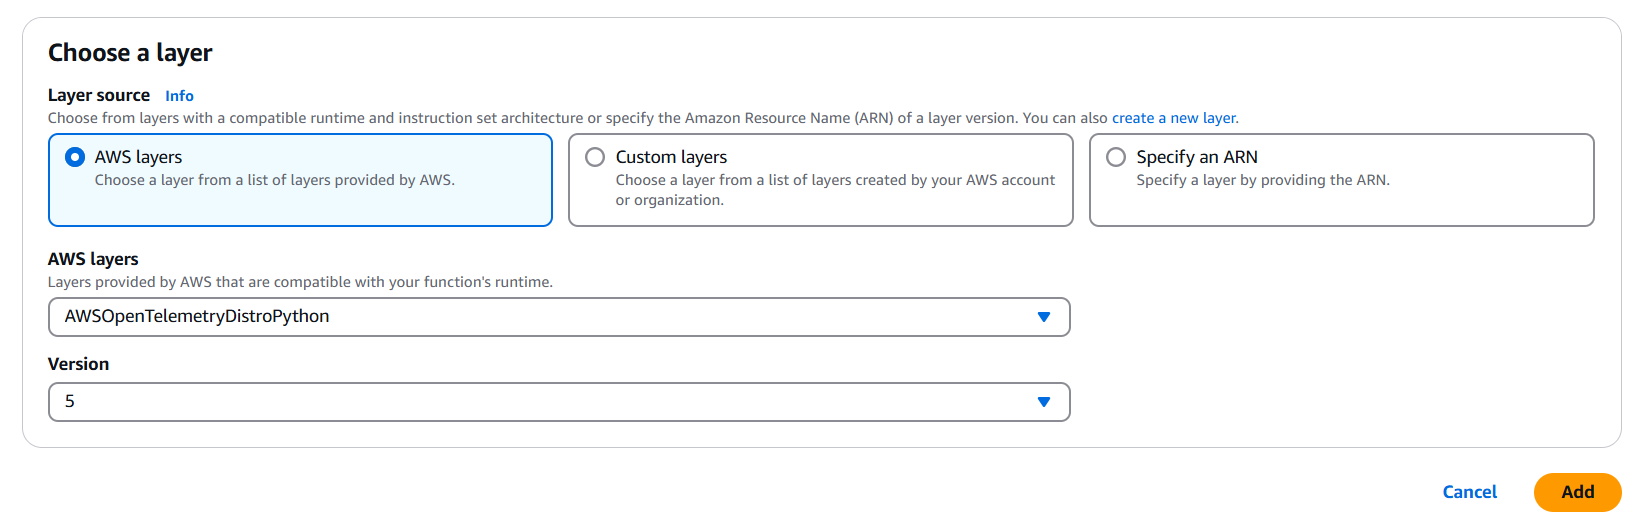 Choose a layer
Layer source Info
Choose from layers with a compatible runtime and instruction set architecture or specify the Amazon Resource Name (ARN) of a layer version. You can also create a new layer.
AWS layers
Choose a layer from a list of layers provided by AWS.
Custom layers
Choose a layer from a list of layers created by your AWS account
or organization.
Specify an ARN
Specify a layer by providing the ARN.
AWS layers
Layers provided by AWS that are compatible with your function's runtime.
AWSOpenTelemetryDistroPython
Version
5
Cancel Add